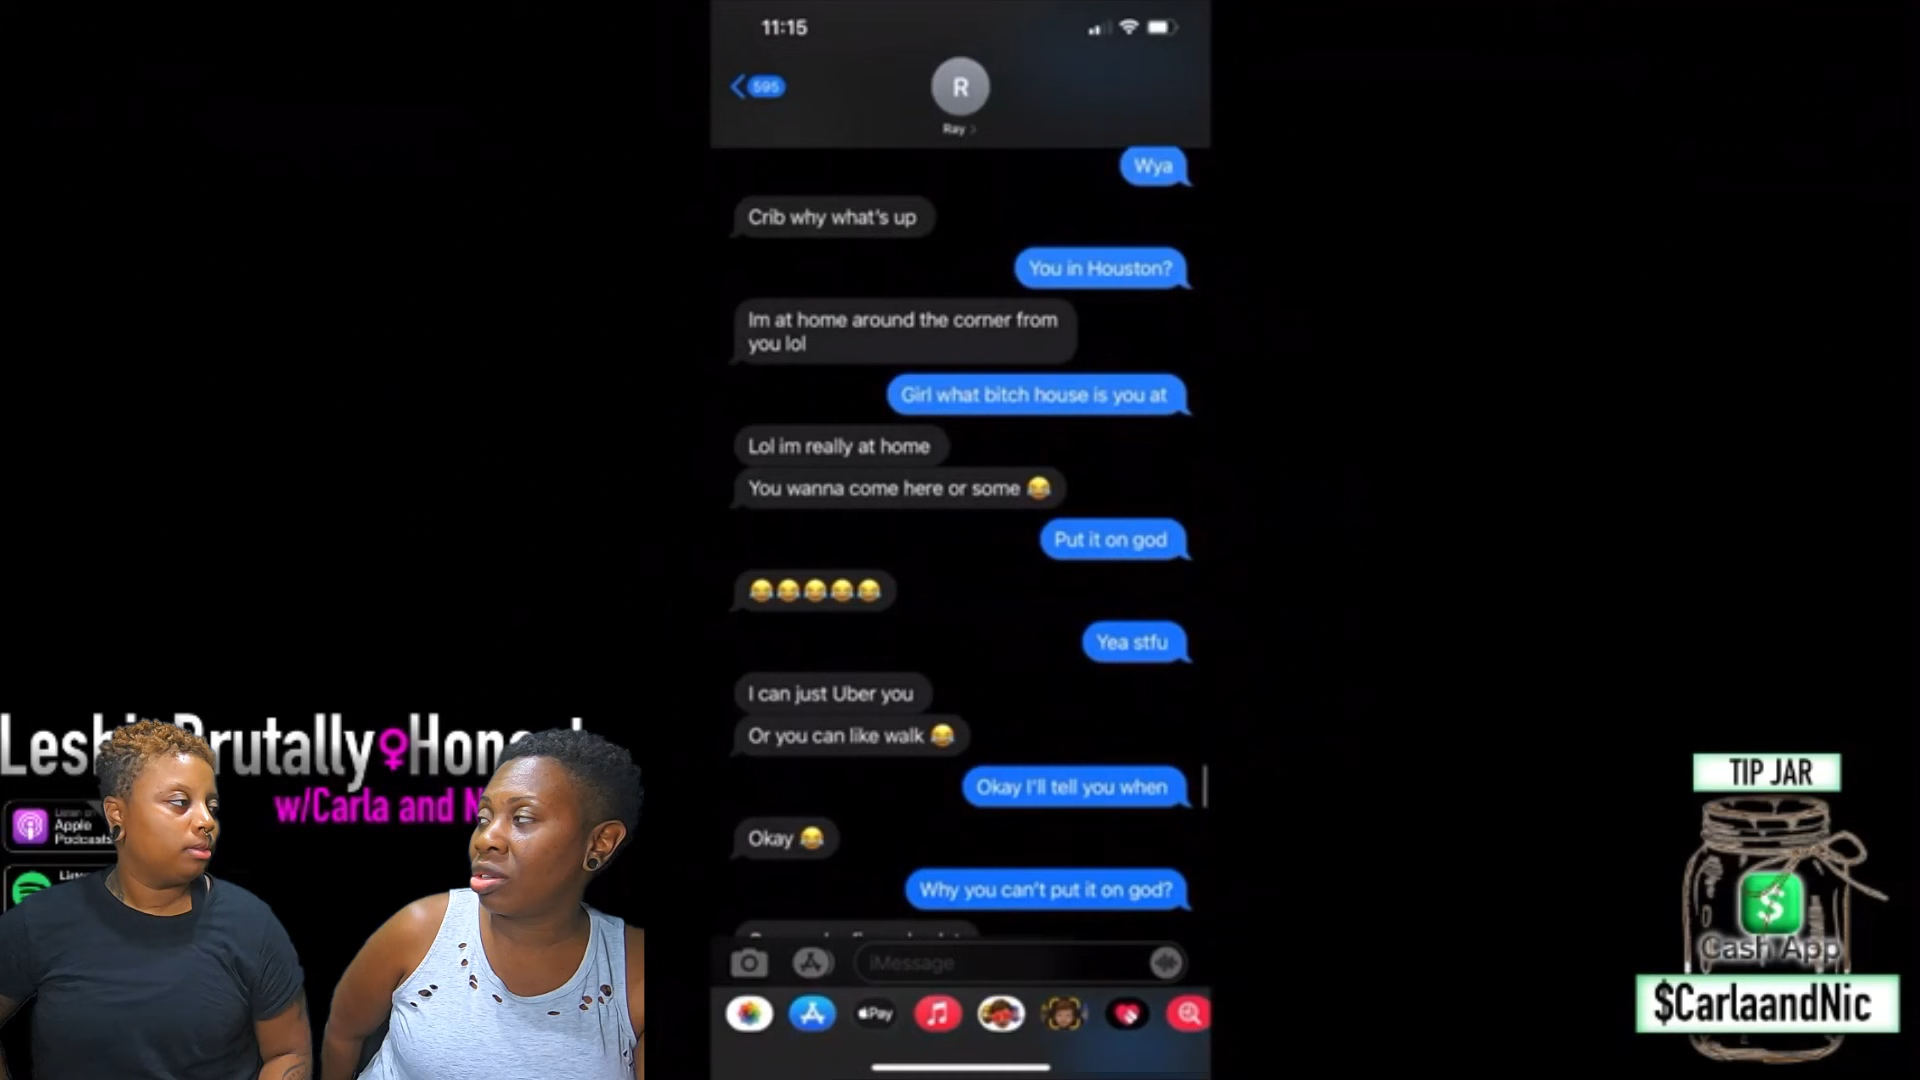 11:15
595
R
Ray
Wya
Crib why what's up
You in Houston?
Im at home around the corner from
you lol
Girl what bitch house is you at
Lol im really at home
You wanna come here or some 😂
Put it on god
😂😂😂😂😂
Yea stfu
I can just Uber you
Or you can like walk 😂
Okay I'll tell you when
Okay 😂
Why you can't put it on god?
iMessage
Pay
Brutally
w/Carla and
Listen on
Apple
Podcasts
TIP JAR
$
Cash App
$CarlaandNic